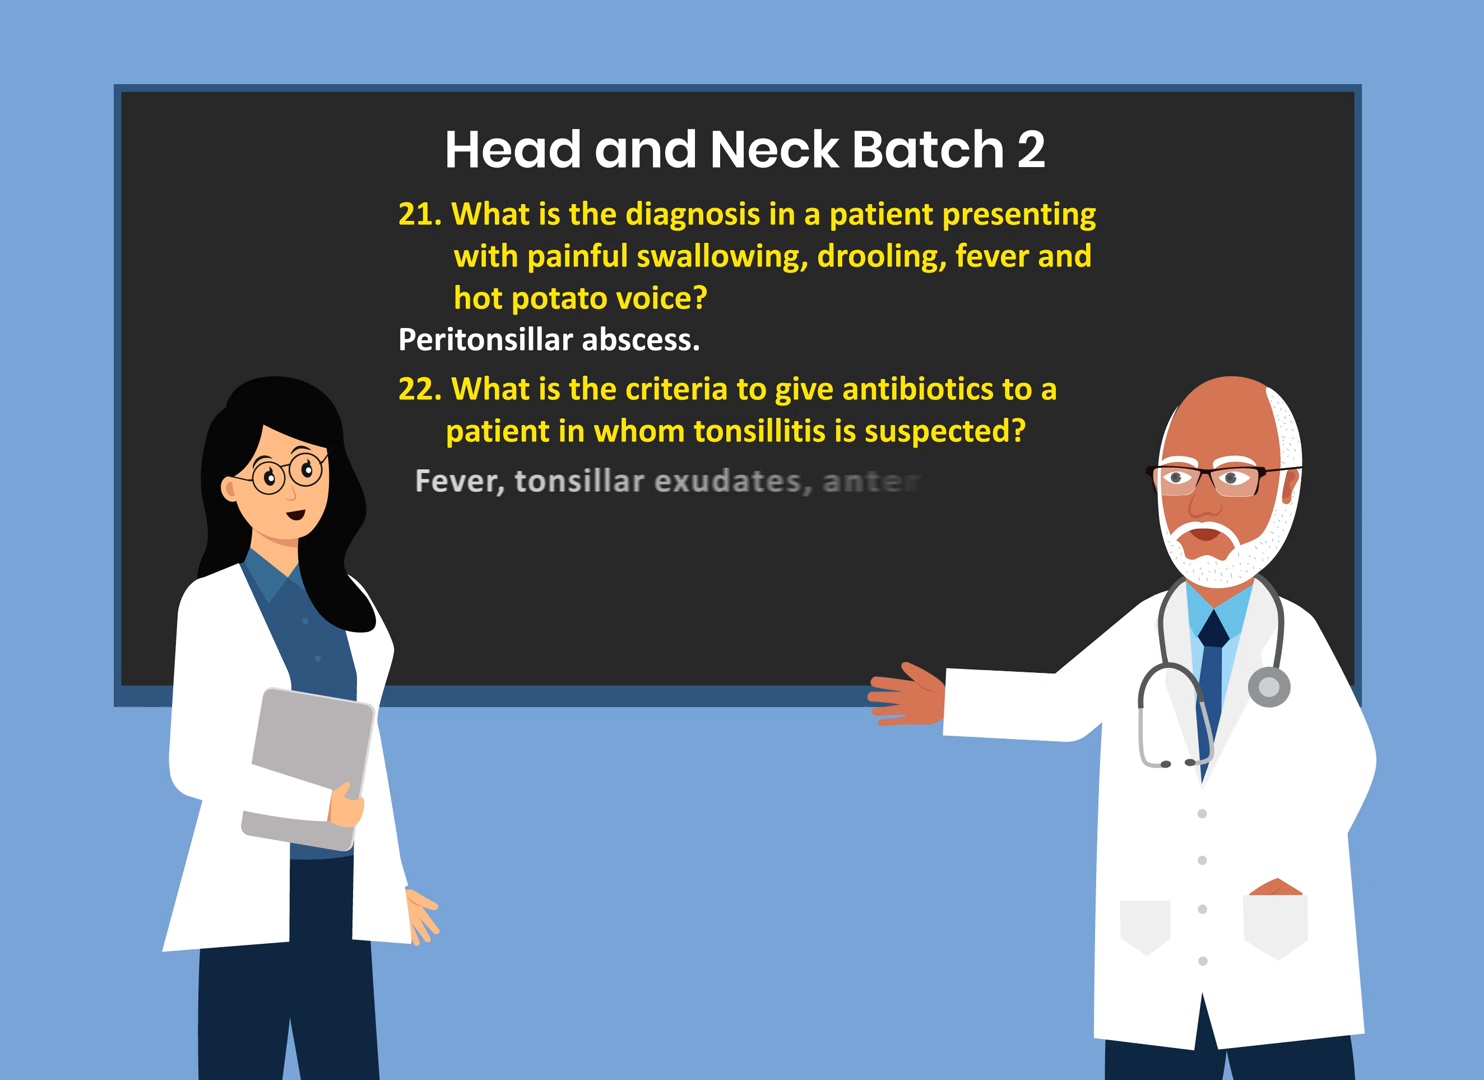 Head and Neck Batch 2
21. What is the diagnosis in a patient presenting
with painful swallowing, drooling, fever and
hot potato voice?
Peritonsillar abscess.
22. What is the criteria to give antibiotics to a
patient in whom tonsillitis is suspected?
Fever, tonsillar exudates, anter